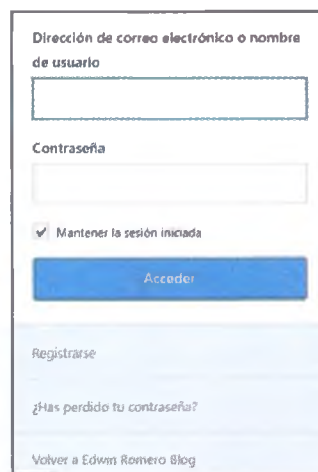 Dirección de correo electrónico o nombre
de usuario
Contraseña
Mantener la sesión iniciada
Acceder
Registrarse
¿Has perdido tu contraseña?
Volver a Edwin Romero Blog